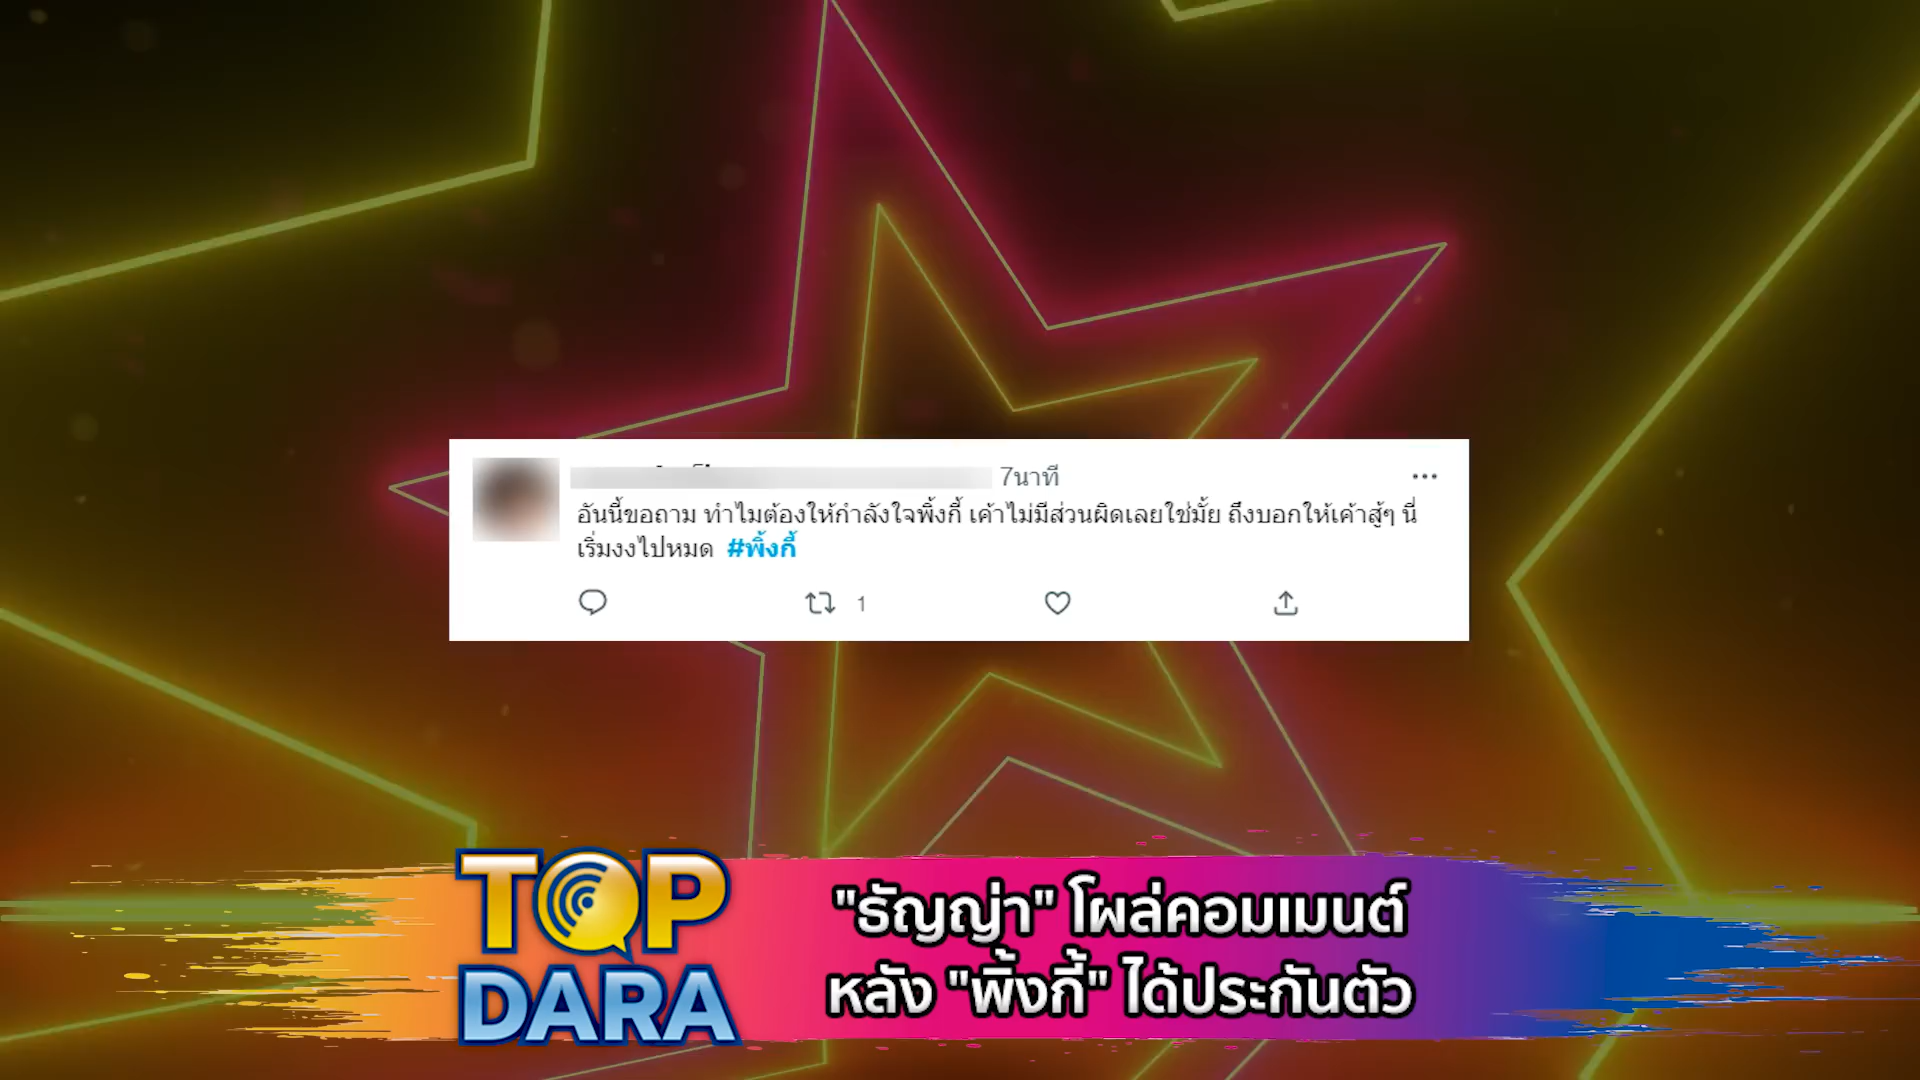 7นาที
อันนี้ขอถาม ทำไมต้องให้กำลังใจพิ้งกี้ เค้าไม่มีส่วนผิดเลยใช่มั้ย ถึงบอกให้เค้าสู้ๆ นี่
เริ่มงงไปหมด #พิ้งกี้
1
TOP
DARA
"ธัญญ่า" โผล่คอมเมนต์
หลัง "พิ้งกี้" ได้ประกันตัว